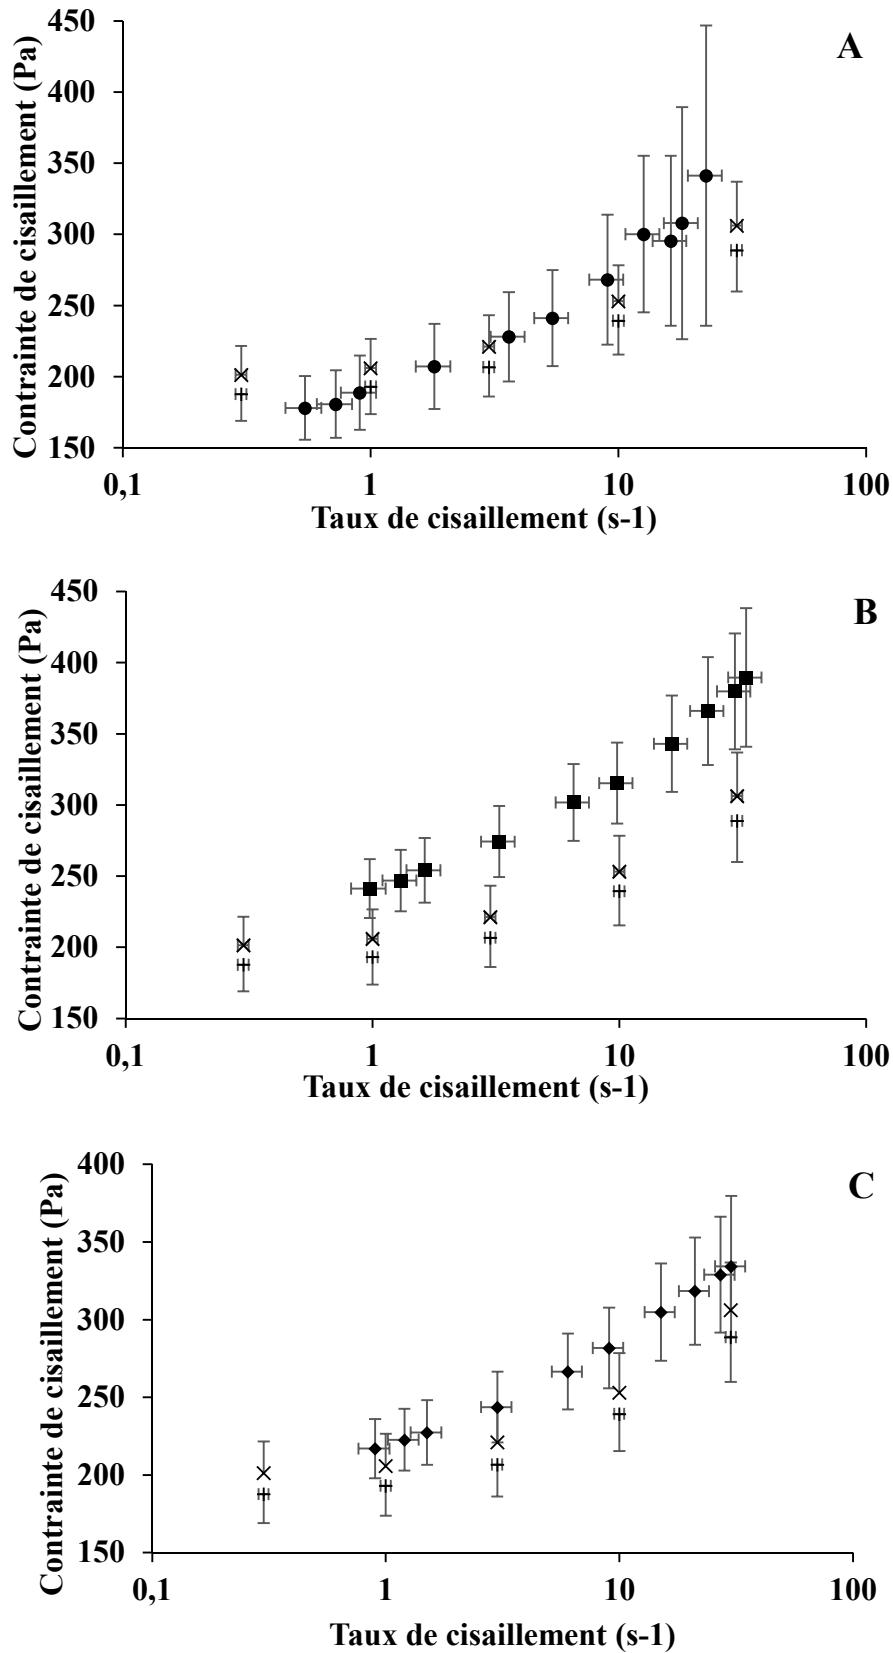 A
Contrainte de cisaillement (Pa)
450
400
350
300
250
200
150
0,1 1 10 100
Taux de cisaillement (s-1)
B
Contrainte de cisaillement (Pa)
450
400
350
300
250
200
150
0,1 1 10 100
Taux de cisaillement (s-1)
C
Contrainte de cisaillement (Pa)
400
350
300
250
200
150
0,1 1 10 100
Taux de cisaillement (s-1)